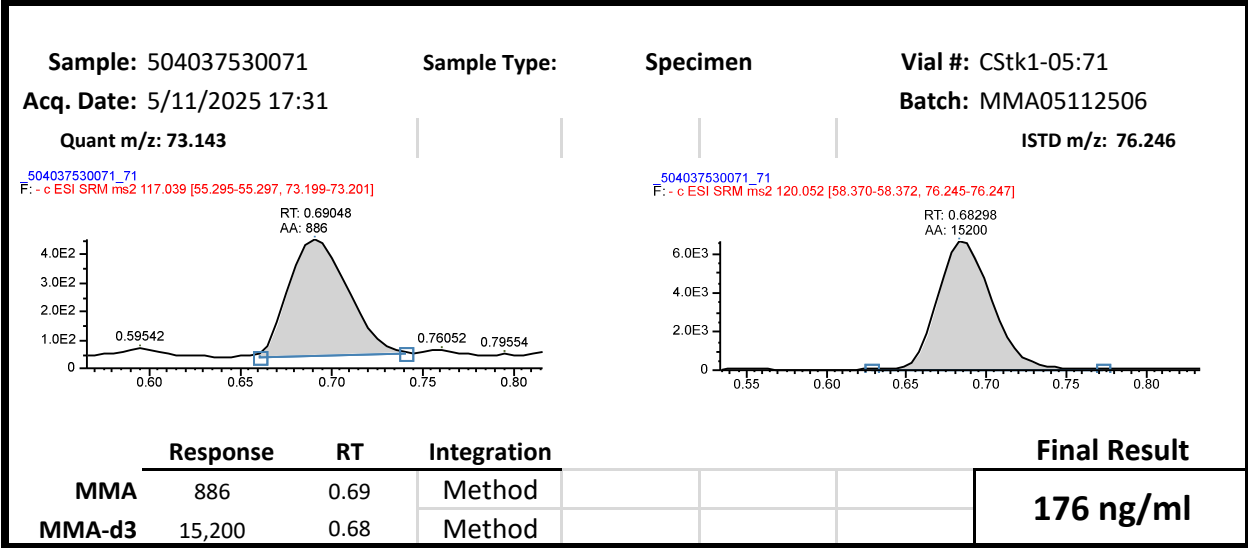 Sample: 504037530071 Sample Type: Specimen Vial #: CStk1-05:71
Acq. Date: 5/11/2025 17:31 Batch: MMA05112506
Quant m/z: 73.143 ISTD m/z: 76.246
_504037530071_71
F: - c ESI SRM ms2 117.039 [55.295-55.297, 73.199-73.201]
RT: 0.69048
AA: 886
4.0E2
3.0E2
2.0E2
1.0E2
0
0.59542 0.76052 0.79554
0.60 0.65 0.70 0.75 0.80
_504037530071_71
F: - c ESI SRM ms2 120.052 [58.370-58.372, 76.245-76.247]
RT: 0.68298
AA: 15200
6.0E3
4.0E3
2.0E3
0
0.55 0.60 0.65 0.70 0.75 0.80
Response RT Integration Final Result
MMA 886 0.69 Method
176 ng/ml
MMA-d3 15,200 0.68 Method